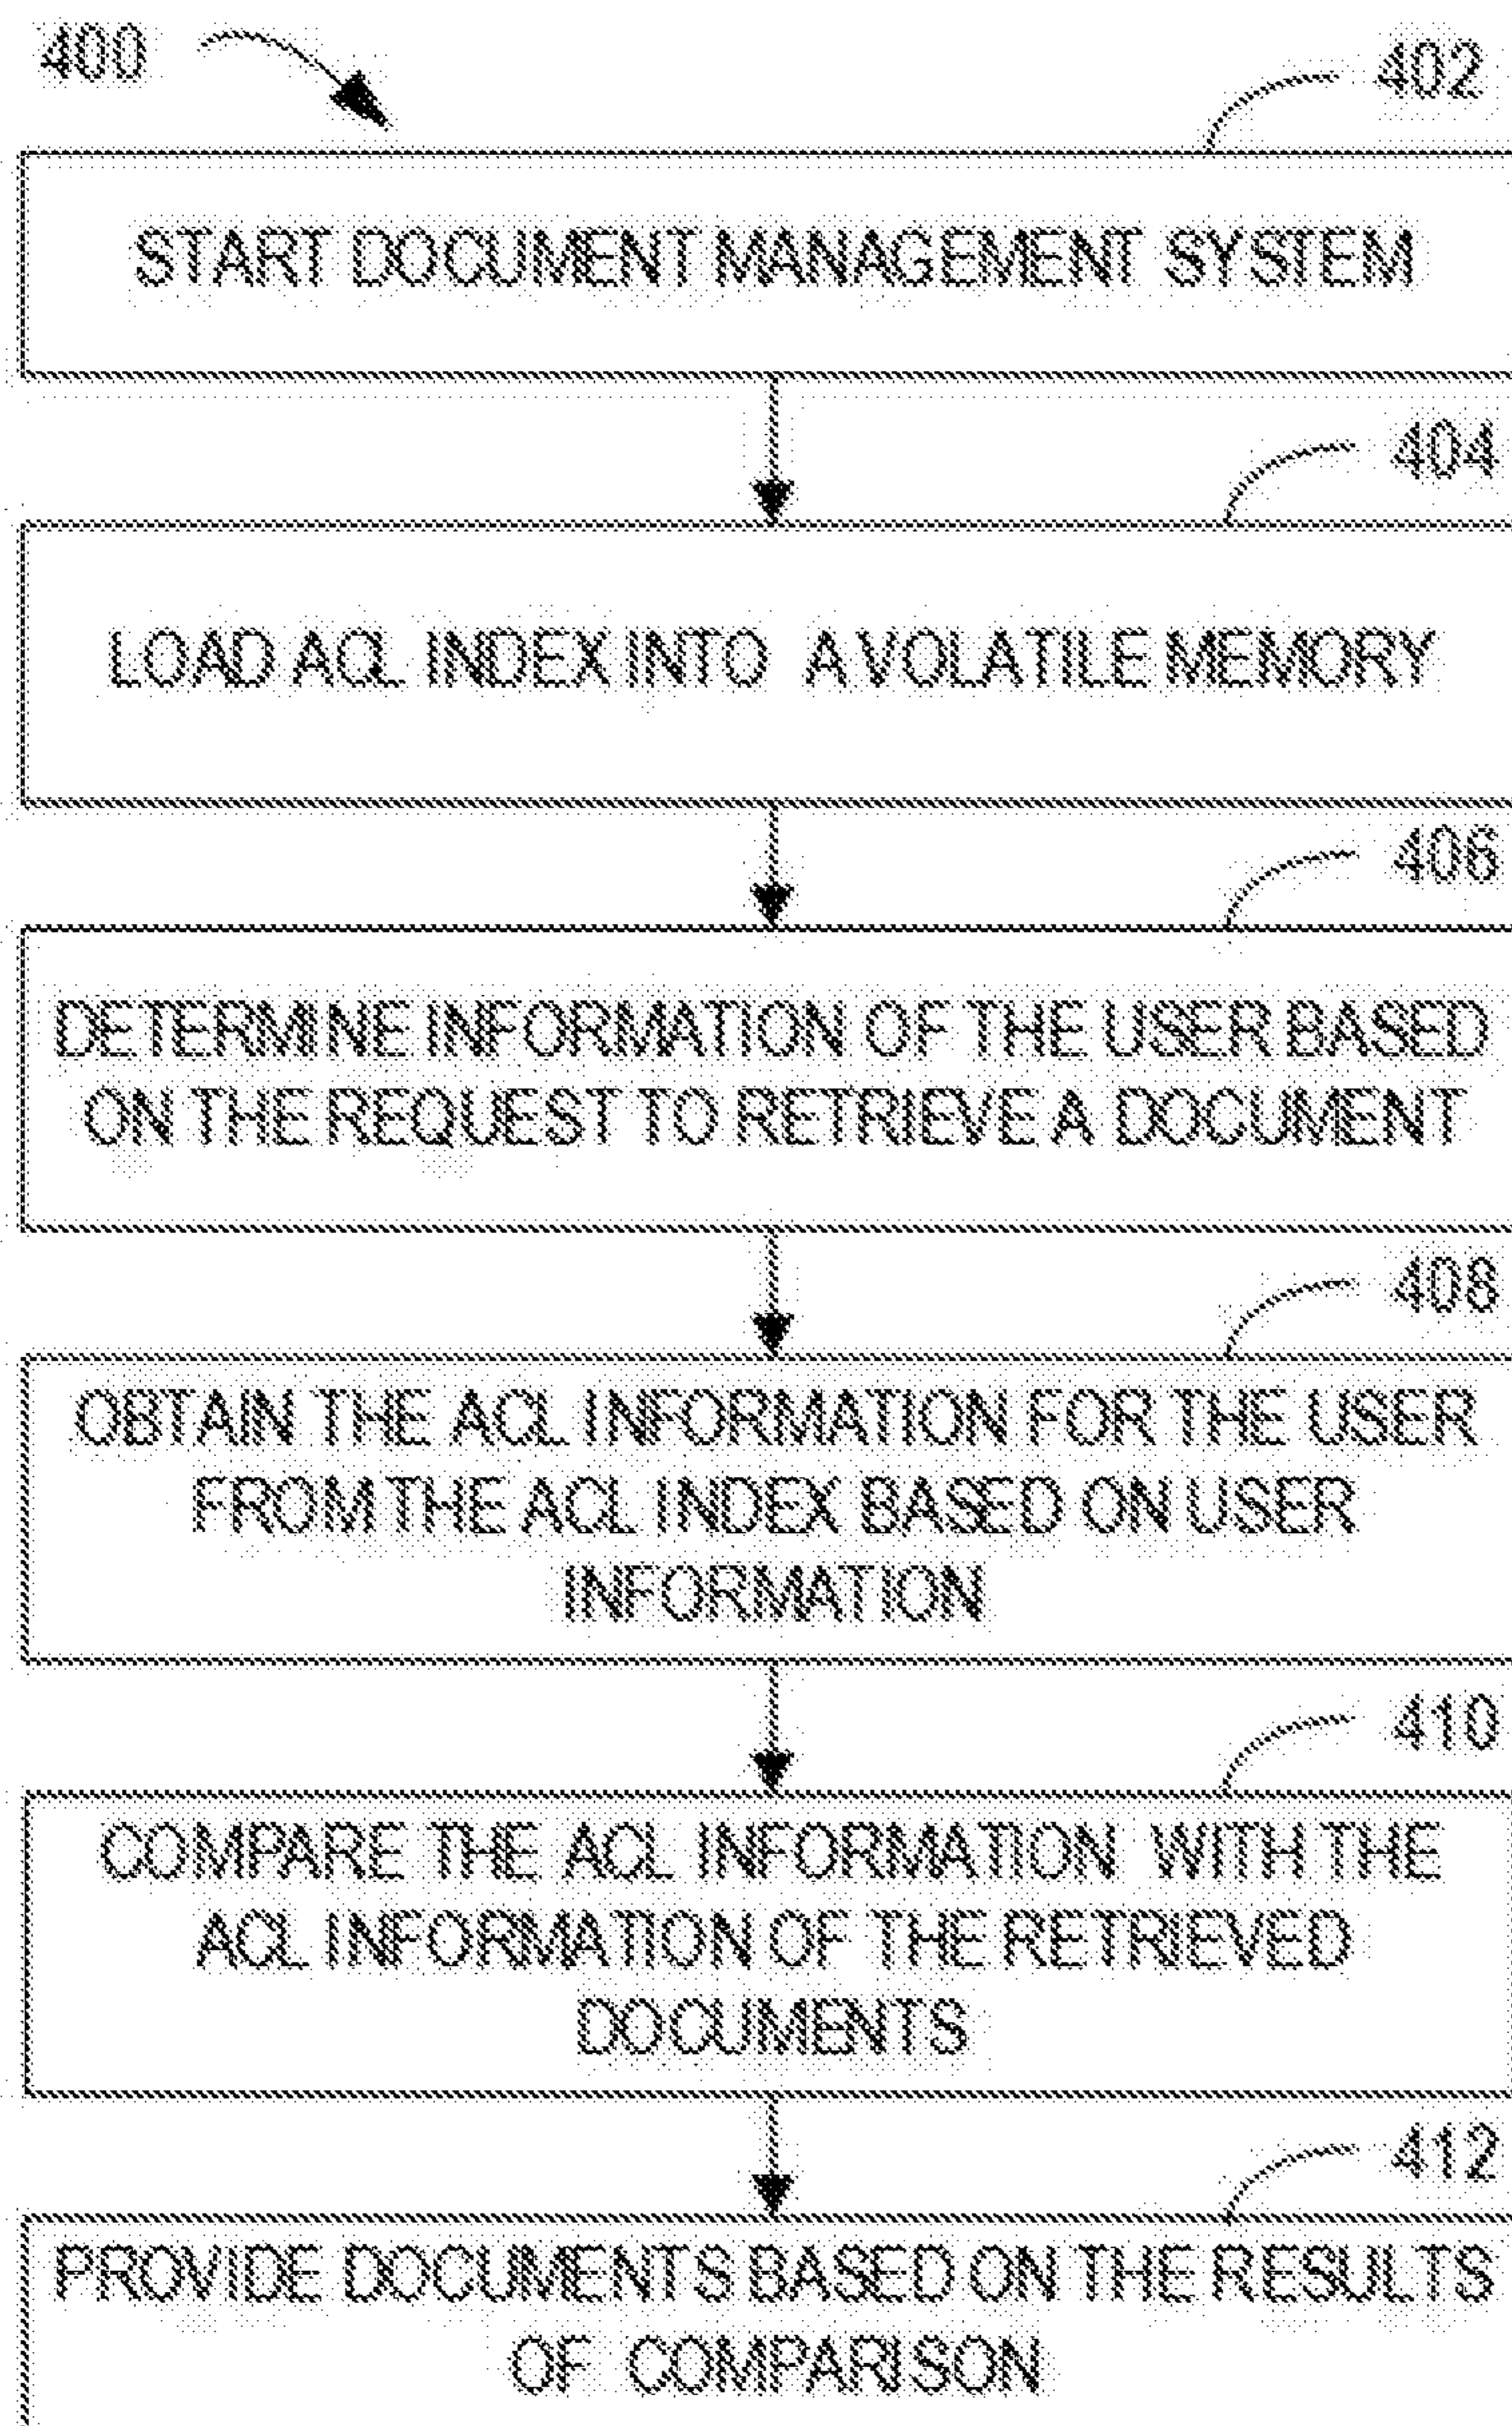 400
402
START DOCUMENT MANAGEMENT SYSTEM
404
LOAD ACL INDEX INTO A VOLATILE MEMORY
406
DETERMINE INFORMATION OF THE USER BASED
ON THE REQUEST TO RETRIEVE A DOCUMENT
408
OBTAIN THE ACL INFORMATION FOR THE USER
FROM THE ACL INDEX BASED ON USER
INFORMATION
410
COMPARE THE ACL INFORMATION WITH THE
ACL INFORMATION OF THE RETRIEVED
DOCUMENTS
412
PROVIDE DOCUMENTS BASED ON THE RESULTS
OF COMPARISON